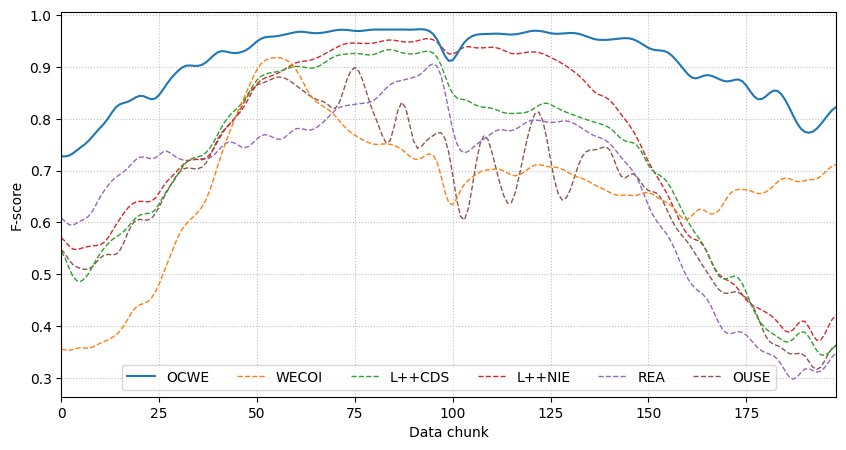 1.0
0.9
0.8
0.7
0.6
0.5
0.4
0.3
F-score
OCWE WECOI L++CDS L++NIE REA OUSE
0 25 50 75 100 125 150 175
Data chunk